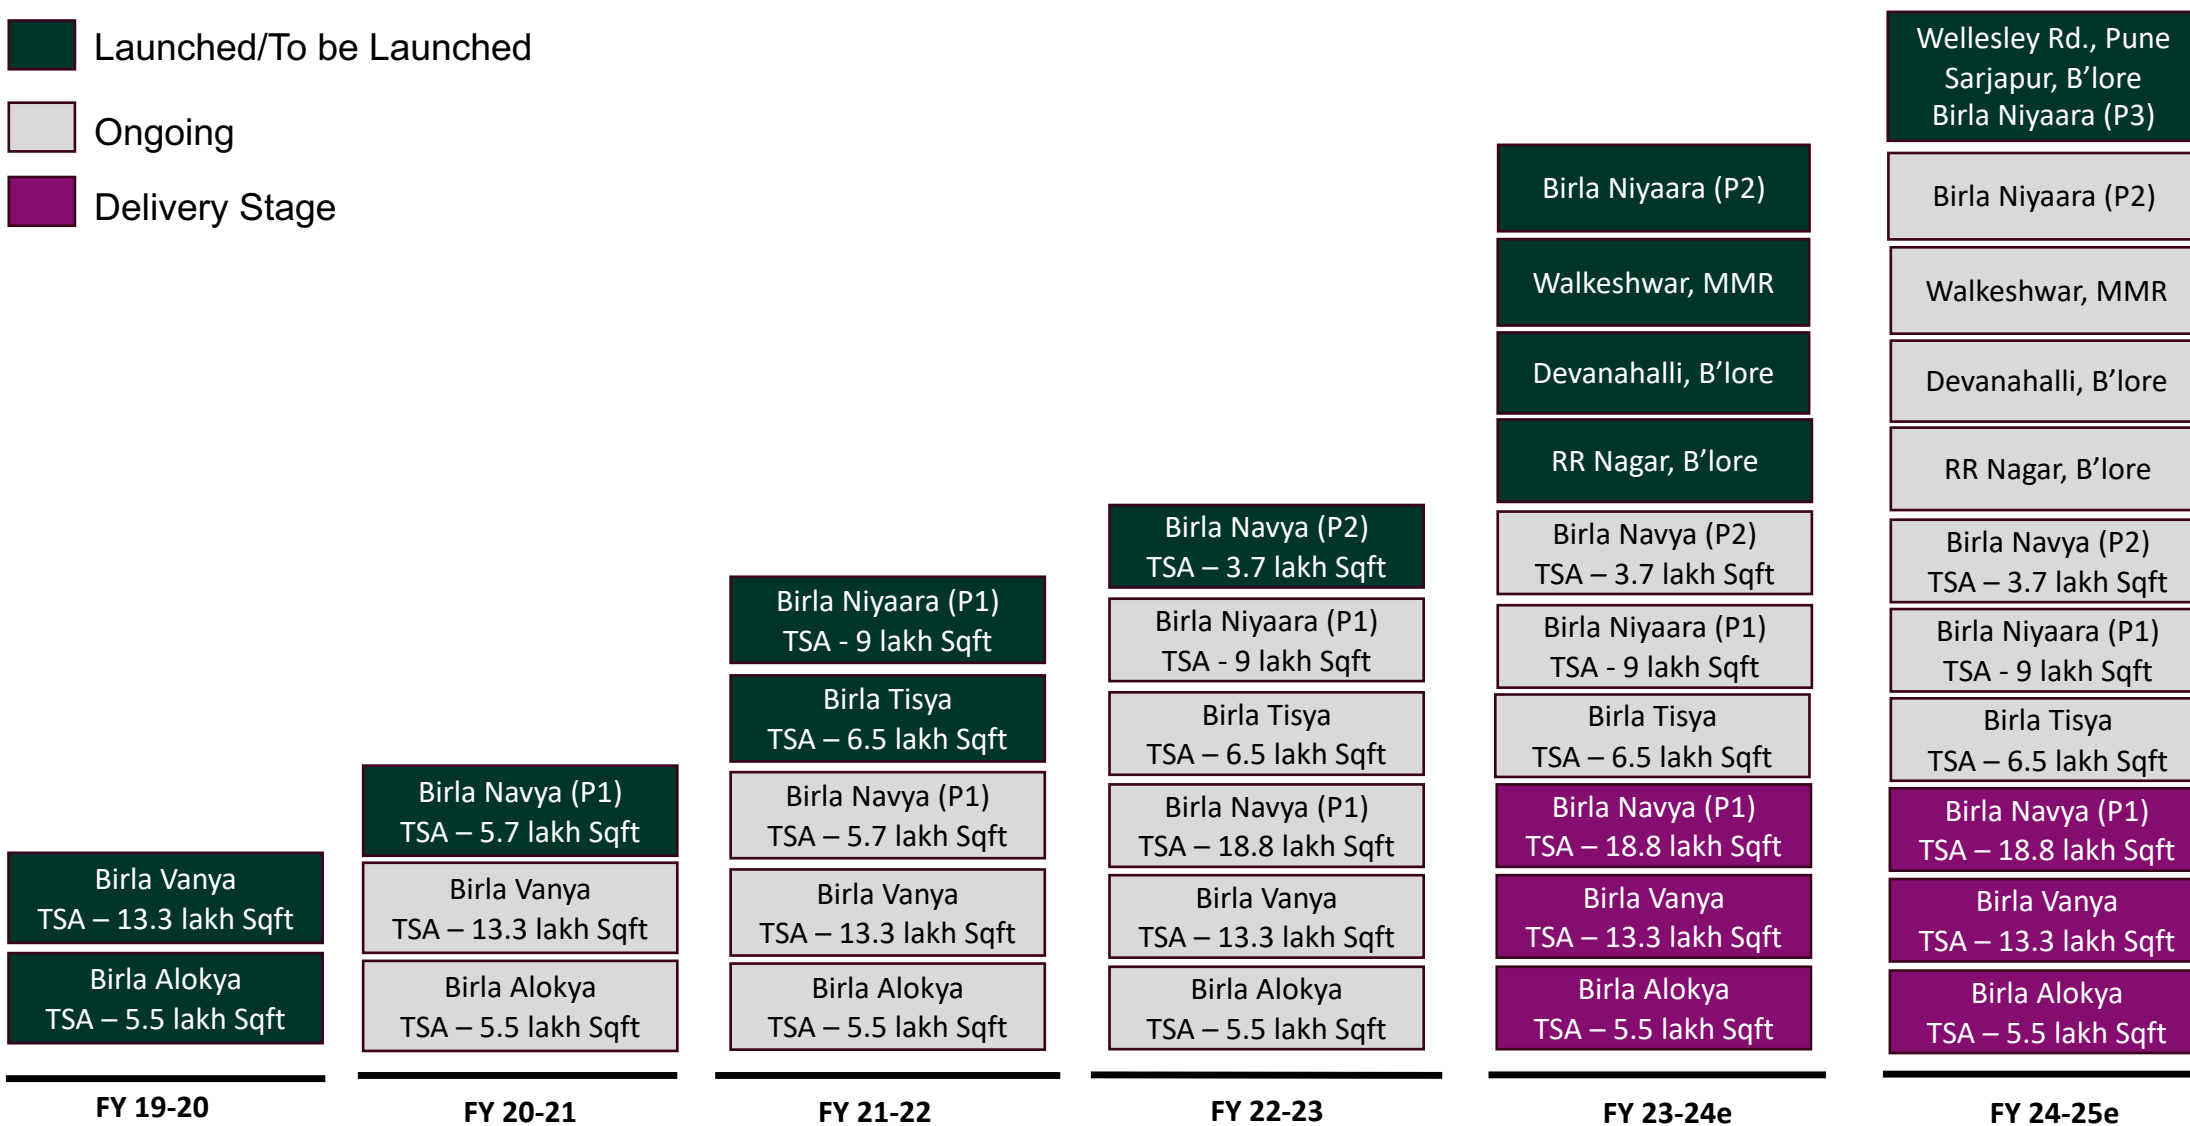 Launched/To be Launched
Ongoing
Delivery Stage
Birla Vanya
TSA – 13.3 lakh Sqft
Birla Alokya
TSA – 5.5 lakh Sqft
FY 19-20
Birla Navya (P1)
TSA – 5.7 lakh Sqft
Birla Vanya
TSA – 13.3 lakh Sqft
Birla Alokya
TSA – 5.5 lakh Sqft
FY 20-21
Birla Niyaara (P1)
TSA - 9 lakh Sqft
Birla Tisya
TSA – 6.5 lakh Sqft
Birla Navya (P1)
TSA – 5.7 lakh Sqft
Birla Vanya
TSA – 13.3 lakh Sqft
Birla Alokya
TSA – 5.5 lakh Sqft
FY 21-22
Birla Navya (P2)
TSA – 3.7 lakh Sqft
Birla Niyaara (P1)
TSA - 9 lakh Sqft
Birla Tisya
TSA – 6.5 lakh Sqft
Birla Navya (P1)
TSA – 18.8 lakh Sqft
Birla Vanya
TSA – 13.3 lakh Sqft
Birla Alokya
TSA – 5.5 lakh Sqft
FY 22-23
Birla Niyaara (P2)
Walkeshwar, MMR
Devanahalli, B’lore
RR Nagar, B’lore
Birla Navya (P2)
TSA – 3.7 lakh Sqft
Birla Niyaara (P1)
TSA - 9 lakh Sqft
Birla Tisya
TSA – 6.5 lakh Sqft
Birla Navya (P1)
TSA – 18.8 lakh Sqft
Birla Vanya
TSA – 13.3 lakh Sqft
Birla Alokya
TSA – 5.5 lakh Sqft
FY 23-24e
Wellesley Rd., Pune
Sarjapur, B’lore
Birla Niyaara (P3)
Birla Niyaara (P2)
Walkeshwar, MMR
Devanahalli, B’lore
RR Nagar, B’lore
Birla Navya (P2)
TSA – 3.7 lakh Sqft
Birla Niyaara (P1)
TSA - 9 lakh Sqft
Birla Tisya
TSA – 6.5 lakh Sqft
Birla Navya (P1)
TSA – 18.8 lakh Sqft
Birla Vanya
TSA – 13.3 lakh Sqft
Birla Alokya
TSA – 5.5 lakh Sqft
FY 24-25e